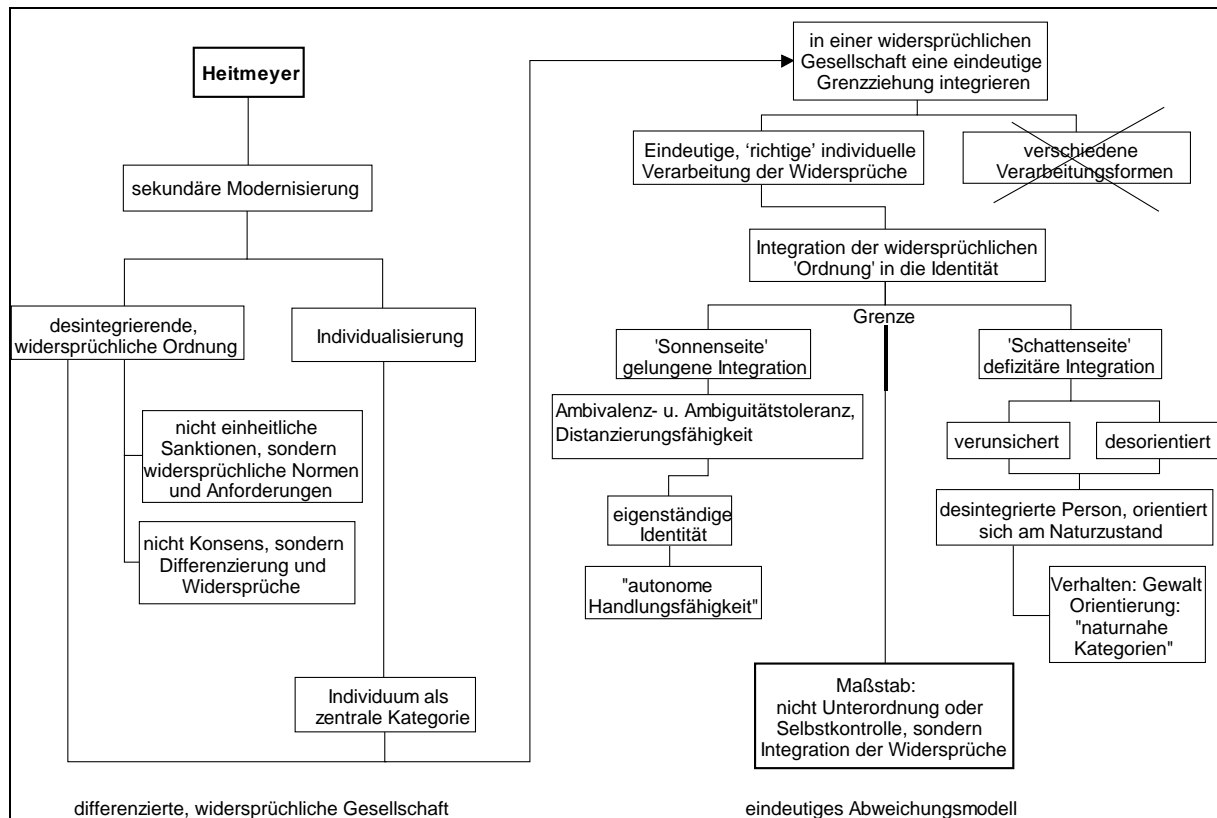 Heitmeyer
sekundäre Modernisierung
desintegrierende,
widersprüchliche Ordnung
Individualisierung
nicht einheitliche
Sanktionen, sondern
widersprüchliche Normen
und Anforderungen
nicht Konsens, sondern
Differenzierung und
Widersprüche
Individuum als
zentrale Kategorie
differenzierte, widersprüchliche Gesellschaft
in einer widersprüchlichen
Gesellschaft eine eindeutige
Grenzziehung integrieren
Eindeutige, ‘richtige’ individuelle
Verarbeitung der Widersprüche
verschiedene
Verarbeitungsformen
Integration der widersprüchlichen
'Ordnung' in die Identität
Grenze
'Sonnenseite'
gelungene Integration
'Schattenseite'
defizitäre Integration
Ambivalenz- u. Ambiguitätstoleranz,
Distanzierungsfähigkeit
verunsichert
desorientiert
eigenständige
Identität
desintegrierte Person, orientiert
sich am Naturzustand
"autonome
Handlungsfähigkeit"
Verhalten: Gewalt
Orientierung:
"naturnahe
Kategorien"
Maßstab:
nicht Unterordnung oder
Selbstkontrolle, sondern
Integration der Widersprüche
eindeutiges Abweichungsmodell